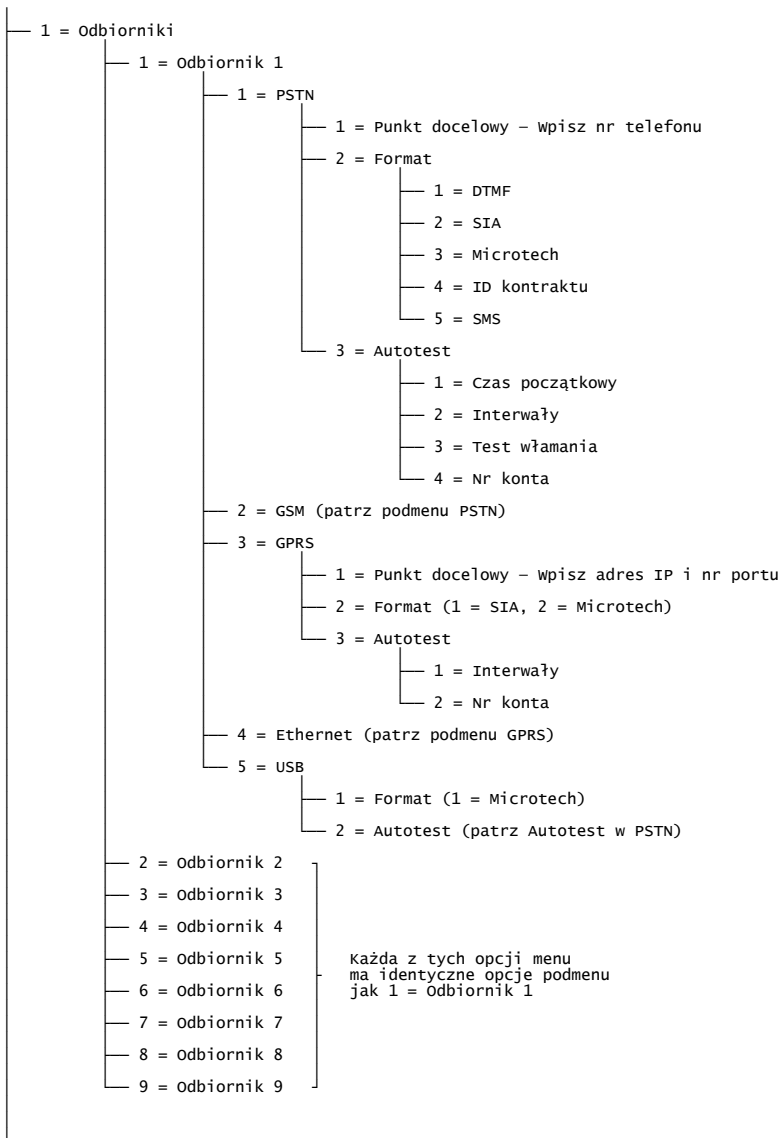 1 = Odbiorniki
1 = Odbiornik 1
1 = PSTN
1 = Punkt docelowy – Wpisz nr telefonu
2 = Format
1 = DTMF
2 = SIA
3 = Microtech
4 = ID kontraktu
5 = SMS
3 = Autotest
1 = Czas początkowy
2 = Interwały
3 = Test włamania
4 = Nr konta
2 = GSM (patrz podmenu PSTN)
3 = GPRS
1 = Punkt docelowy – Wpisz adres IP i nr portu
2 = Format (1 = SIA, 2 = Microtech)
3 = Autotest
1 = Interwały
2 = Nr konta
4 = Ethernet (patrz podmenu GPRS)
5 = USB
1 = Format (1 = Microtech)
2 = Autotest (patrz Autotest w PSTN)
2 = Odbiornik 2
3 = Odbiornik 3
4 = Odbiornik 4
5 = Odbiornik 5
6 = Odbiornik 6
7 = Odbiornik 7
8 = Odbiornik 8
9 = Odbiornik 9
Każda z tych opcji menu
ma identyczne opcje podmenu
jak 1 = Odbiornik 1